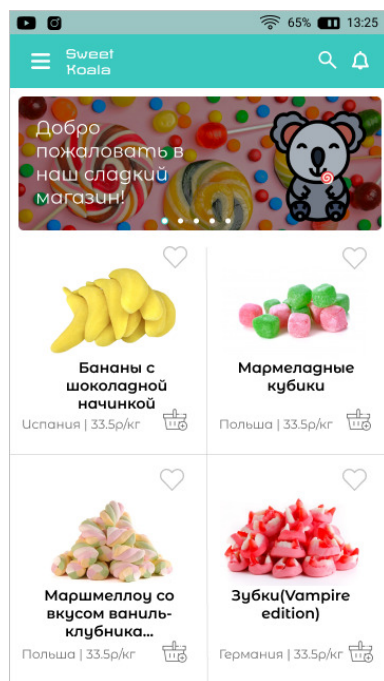 65% 13:25
Sweet
Koala
Добро
пожаловать в
наш сладкий
магазин!
Бананы с
шоколадной
начинкой
Испания | 33.5р/кг
Мармеладные
кубики
Польша | 33.5р/кг
Маршмеллоу со
вкусом ваниль-
клубника...
Польша | 33.5р/кг
Зубки(Vampire
edition)
Германия | 33.5р/кг